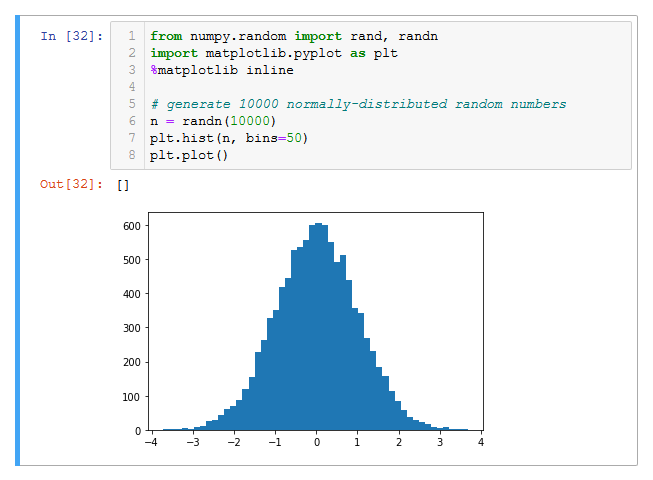 In [32]:
1 from numpy.random import rand, randn
2 import matplotlib.pyplot as plt
3 %matplotlib inline
4
5 # generate 10000 normally-distributed random numbers
6 n = randn(10000)
7 plt.hist(n, bins=50)
8 plt.plot()
Out[32]: []
600
500
400
300
200
100
0
−4 −3 −2 −1 0 1 2 3 4